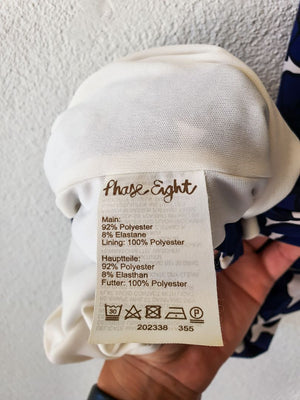 Phase Eight
Main:
92% Polyester
8% Elastane
Lining: 100% Polyester
Hauptteile:
92% Polyester
8% Elasthan
Futter: 100% Polyester
30
202338 355